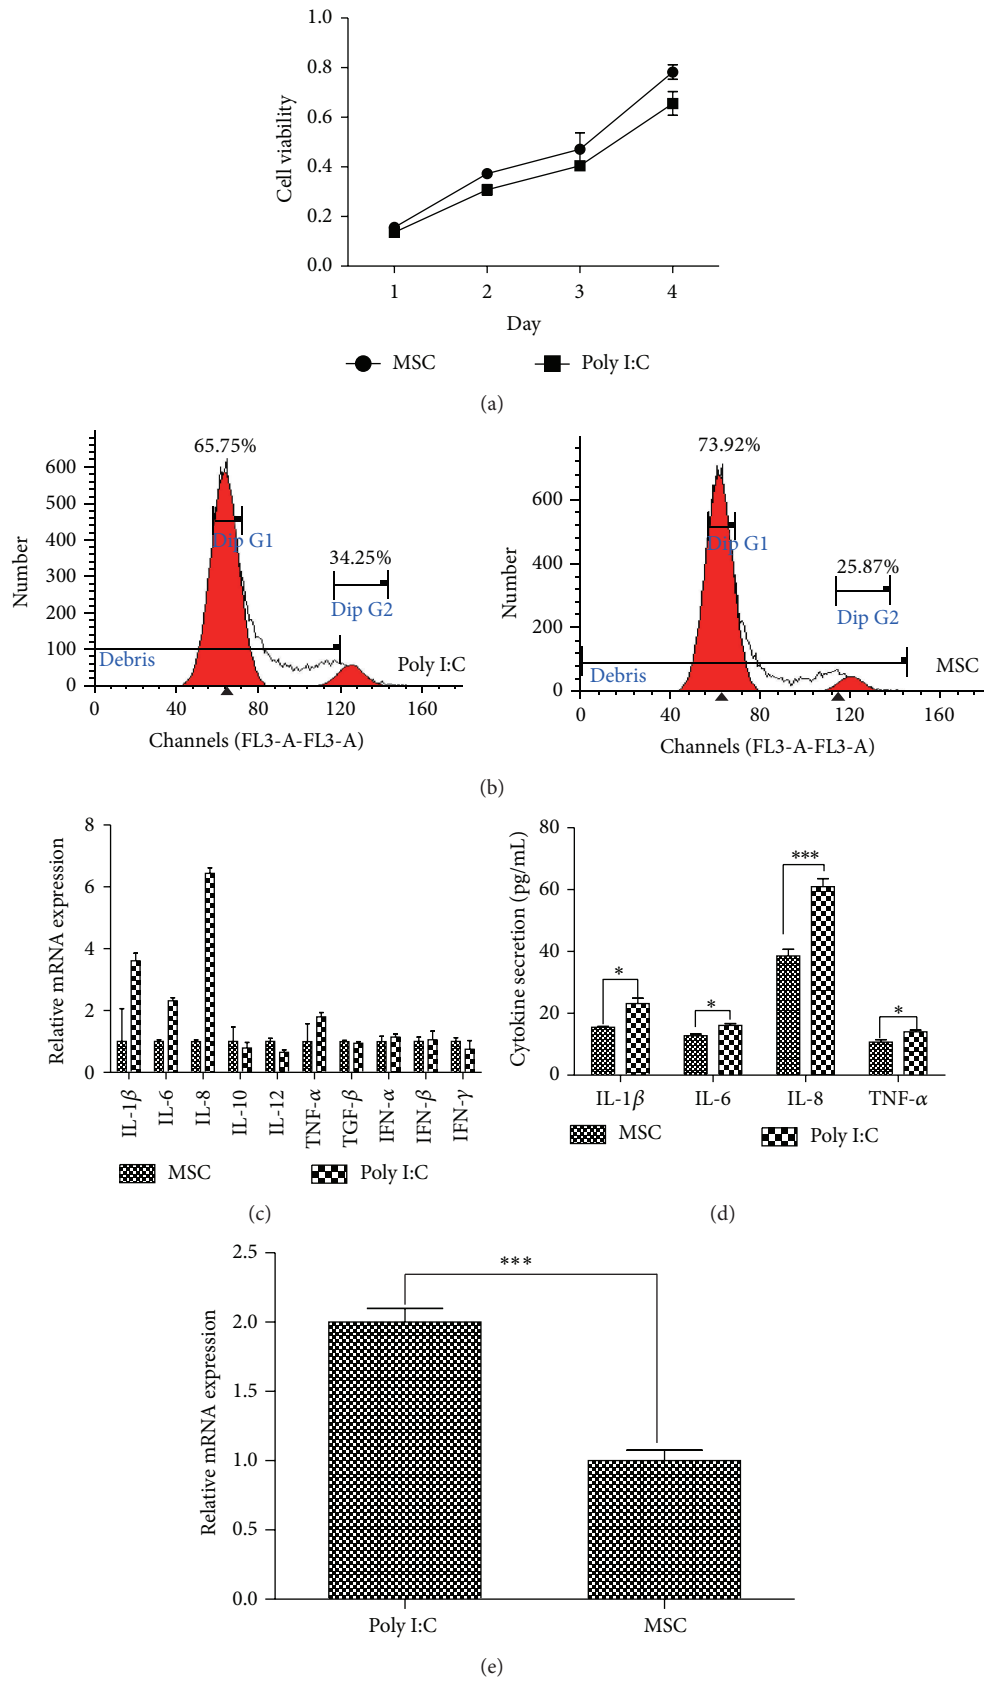 1.0
0.8
0.6
0.4
0.2
0.0
Cell viability
1 2 3 4
Day
MSC Poly I:C
(a)
65.75%
600
500
400
300
200
100
0
Number
Dip G1
34.25%
Dip G2
Debris
Poly I:C
0 40 80 120 160
Channels (FL3-A-FL3-A)
73.92%
600
400
200
0
Number
Dip G1
25.87%
Dip G2
Debris
MSC
0 40 80 120 160
Channels (FL3-A-FL3-A)
(b)
8
6
4
2
0
Relative mRNA expression
IL-1β IL-6 IL-8 IL-10 IL-12 TNF-α TGF-β IFN-α IFN-β IFN-γ
MSC Poly I:C
(c)
80
60
40
20
0
Cytokine secretion (pg/mL)
* * *** *
IL-1β IL-6 IL-8 TNF-α
MSC Poly I:C
(d)
2.5
2.0
1.5
1.0
0.5
0.0
Relative mRNA expression
***
Poly I:C MSC
(e)